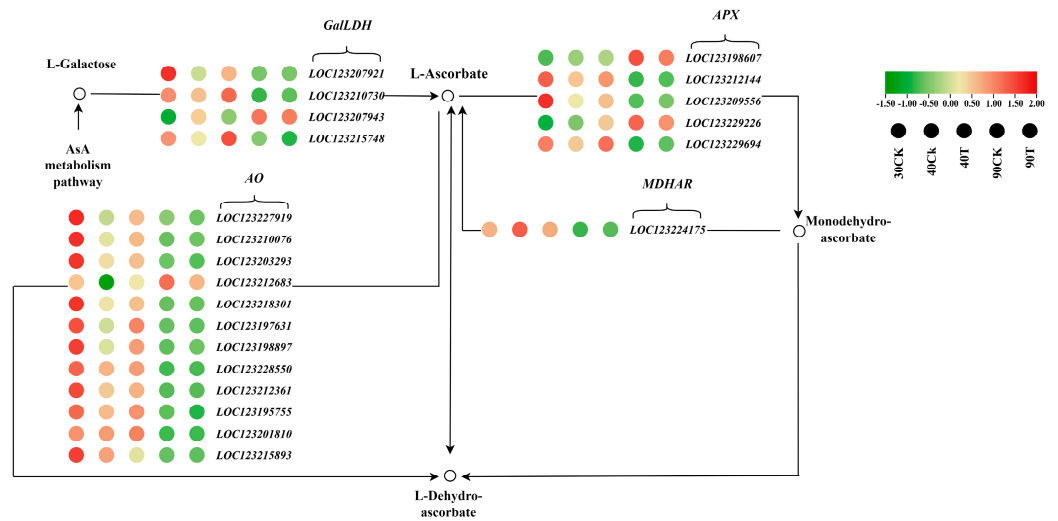 GalLDH
L-Galactose
LOC123207921
LOC123210730
LOC123207943
LOC123215748
AsA
metabolism
pathway
L-Ascorbate
APX
LOC123198607
LOC123212144
LOC123209556
LOC123229226
LOC123229694
-1.50 -1.00 -0.50 0.00 0.50 1.00 1.50 2.00
30CK
40Ck
40T
90CK
90T
AO
LOC123227919
LOC123210076
LOC123203293
LOC123212683
LOC123218301
LOC123197631
LOC123198897
LOC123228550
LOC123212361
LOC123195755
LOC123201810
LOC123215893
MDHAR
LOC123224175
Monodehydro-
ascorbate
L-Dehydro-
ascorbate